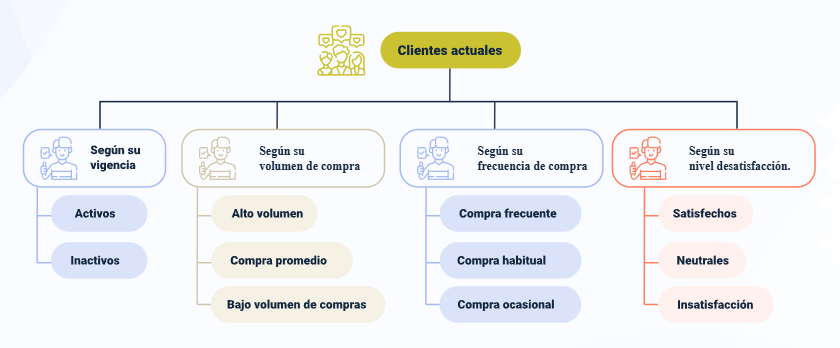 Clientes actuales
Según su
vigencia
Activos
Inactivos
Según su
volumen de compra
Alto volumen
Compra promedio
Bajo volumen de compras
Según su
frecuencia de compra
Compra frecuente
Compra habitual
Compra ocasional
Según su
nivel desatisfacción.
Satisfechos
Neutrales
Insatisfacción